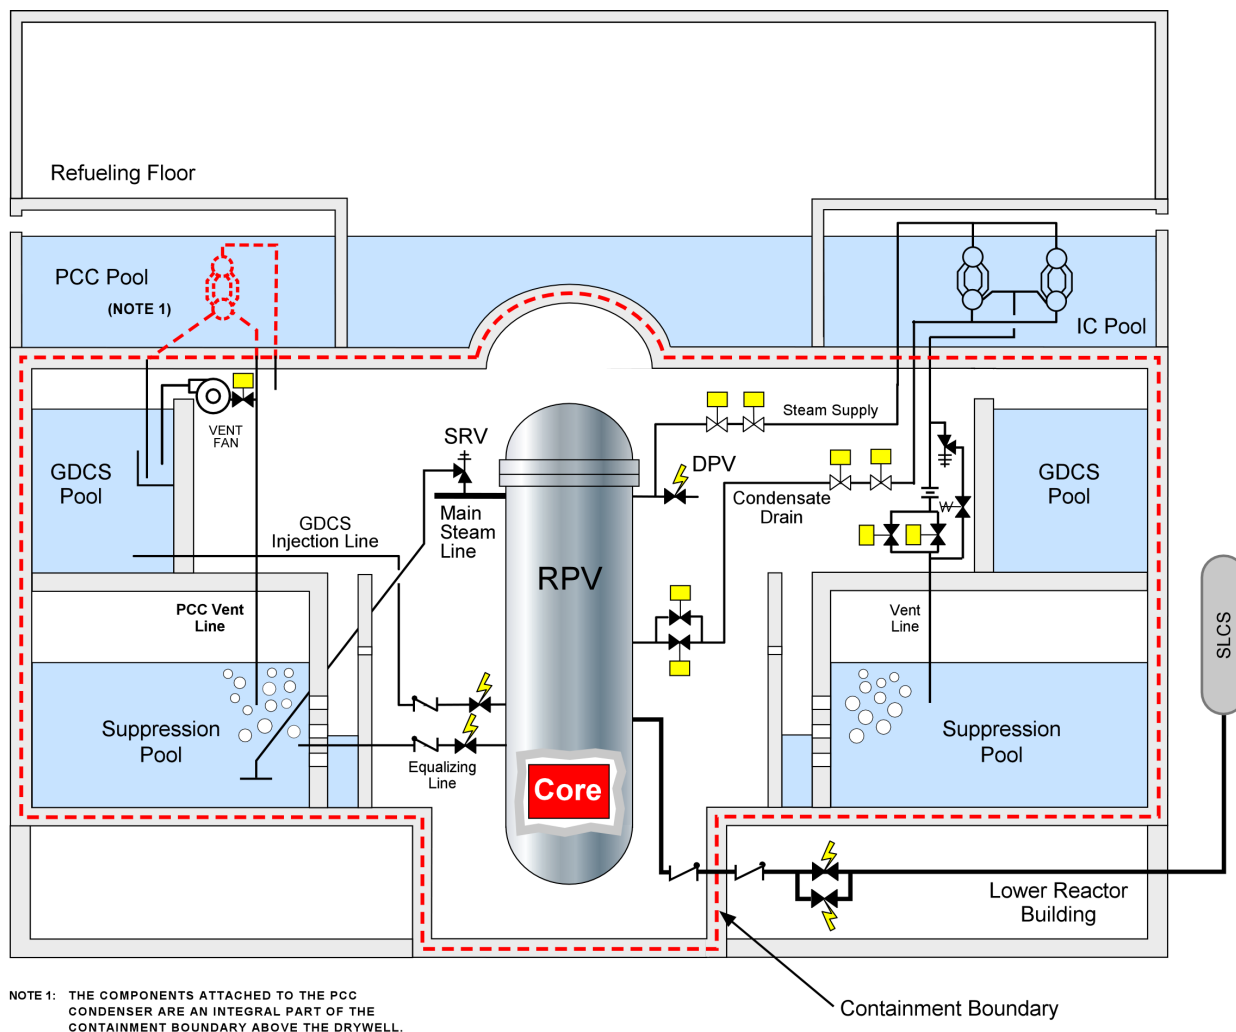 Refueling Floor
PCC Pool
(NOTE 1)
IC Pool
VENT
FAN
GDCS
Pool
SRV
Main
Steam
Line
Steam Supply
DPV
Condensate
Drain
GDCS
Pool
GDCS
Injection Line
RPV
PCC Vent
Line
Vent
Line
SLCS
Suppression
Pool
Equalizing
Line
Core
Suppression
Pool
Lower Reactor
Building
Containment Boundary
NOTE 1: THE COMPONENTS ATTACHED TO THE PCC
CONDENSER ARE AN INTEGRAL PART OF THE
CONTAINMENT BOUNDARY ABOVE THE DRYWELL.